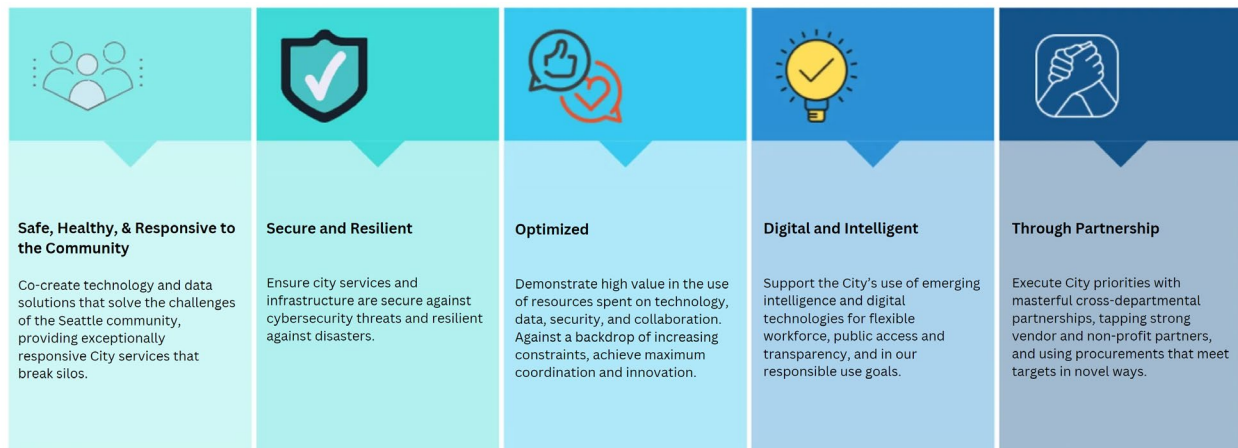 Safe, Healthy, & Responsive to
the Community
Co-create technology and data
solutions that solve the challenges
of the Seattle community,
providing exceptionally
responsive City services that
break silos.
Secure and Resilient
Ensure city services and
infrastructure are secure against
cybersecurity threats and resilient
against disasters.
Optimized
Demonstrate high value in the use
of resources spent on technology,
data, security, and collaboration.
Against a backdrop of increasing
constraints, achieve maximum
coordination and innovation.
Digital and Intelligent
Support the City’s use of emerging
intelligence and digital
technologies for flexible
workforce, public access and
transparency, and in our
responsible use goals.
Through Partnership
Execute City priorities with
masterful cross-departmental
partnerships, tapping strong
vendor and non-profit partners,
and using procurements that meet
targets in novel ways.